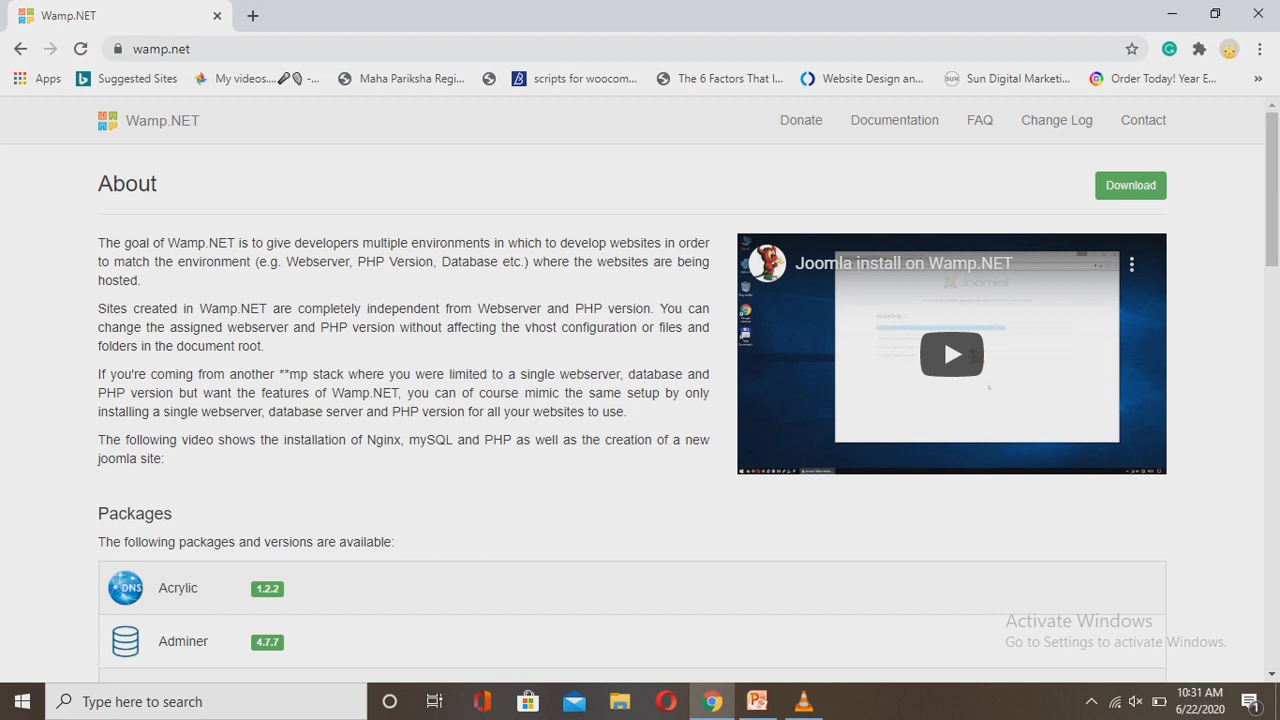 Wamp.NET
wamp.net
Apps
Suggested Sites
My videos....🎤 -...
Maha Pariksha Regi...
scripts for woocom...
The 6 Factors That I...
Website Design an...
Sun Digital Marketi...
Order Today! Year E...
»
Wamp.NET
Donate
Documentation
FAQ
Change Log
Contact
About
Download
The goal of Wamp.NET is to give developers multiple environments in which to develop websites in order
to match the environment (e.g. Webserver, PHP Version, Database etc.) where the websites are being
hosted.
Sites created in Wamp.NET are completely independent from Webserver and PHP version. You can
change the assigned webserver and PHP version without affecting the vhost configuration or files and
folders in the document root.
If you're coming from another **mp stack where you were limited to a single webserver, database and
PHP version but want the features of Wamp.NET, you can of course mimic the same setup by only
installing a single webserver, database server and PHP version for all your websites to use.
The following video shows the installation of Nginx, mySQL and PHP as well as the creation of a new
joomla site:
Joomla install on Wamp.NET
Joomla!
Packages
The following packages and versions are available:
DNS
Acrylic
1.2.2
Adminer
4.7.7
Activate Windows
Go to Settings to activate Windows.
Type here to search
10:31 AM
6/22/2020
1